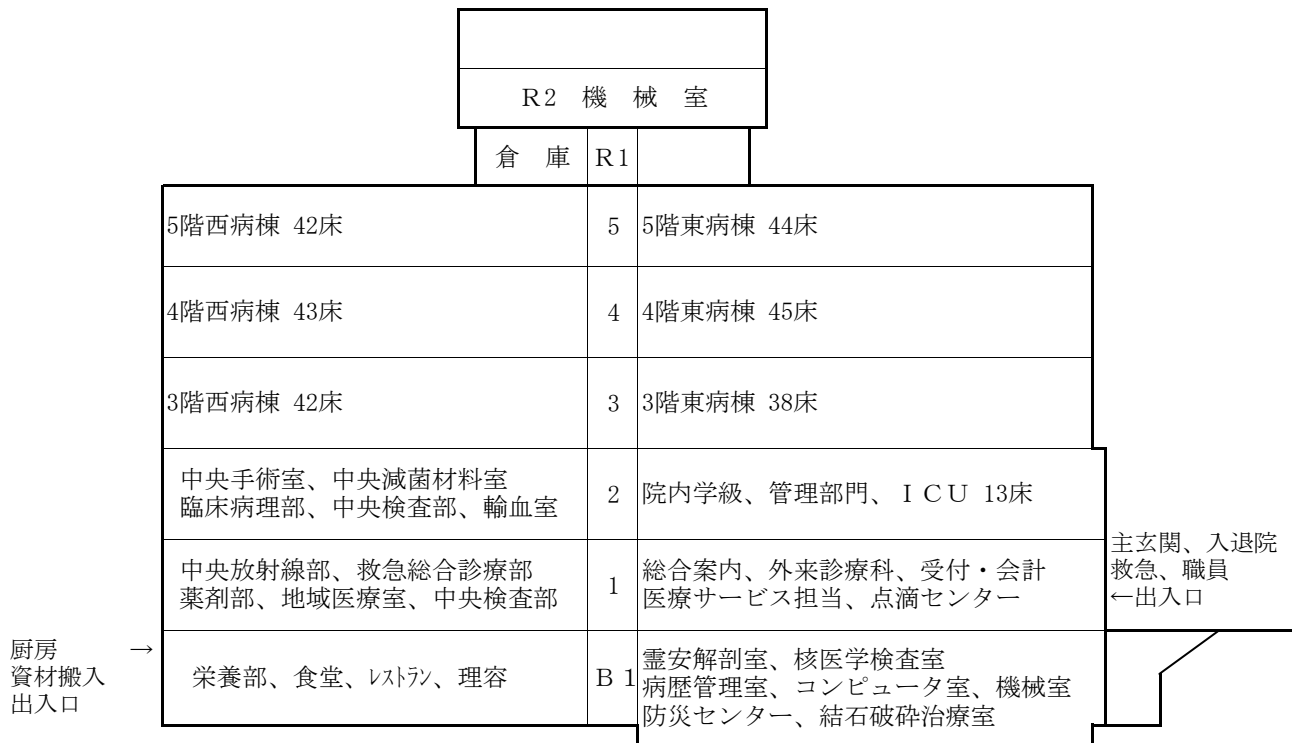 R2 機 械 室
倉 庫 R1
5階西病棟 42床 5 5階東病棟 44床
4階西病棟 43床 4 4階東病棟 45床
3階西病棟 42床 3 3階東病棟 38床
中央手術室、中央減菌材料室
臨床病理部、中央検査部、輸血室
2 院内学級、管理部門、ＩＣＵ 13床
中央放射線部、救急総合診療部
薬剤部、地域医療室、中央検査部
1
総合案内、外来診療科、受付・会計
医療サービス担当、点滴センター
主玄関、入退院
救急、職員
←出入口
厨房 →
資材搬入
出入口
栄養部、食堂、ﾚｽﾄﾗﾝ、理容
B1
霊安解剖室、核医学検査室
病歴管理室、コンピュータ室、機械室
防災センター、結石破砕治療室